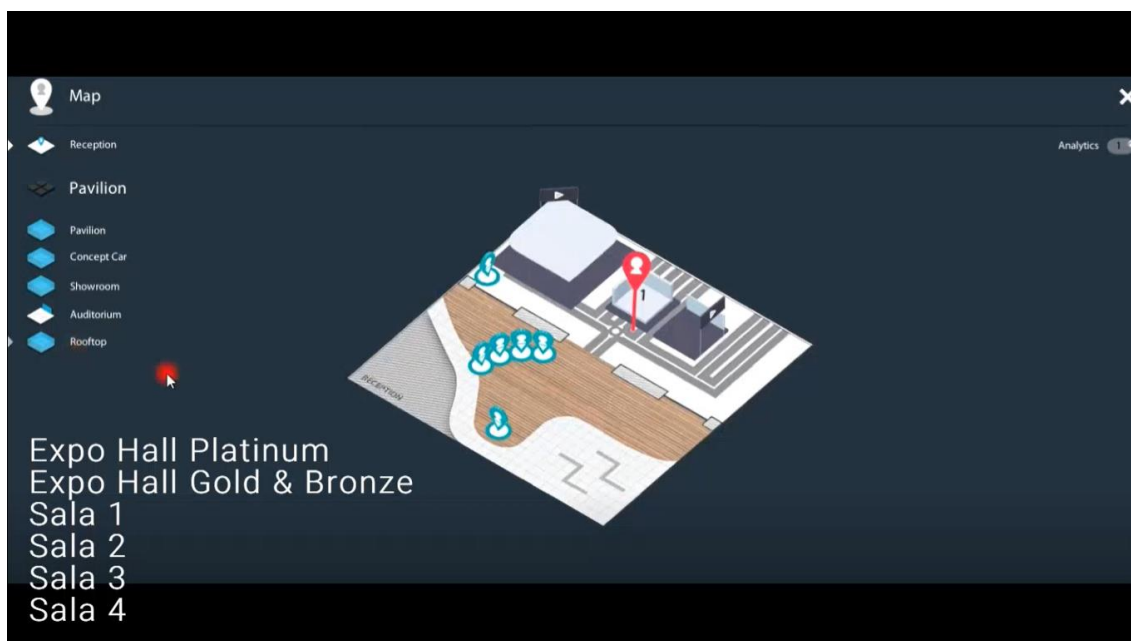 Map
Reception
Analytics 1
Pavilion
Pavilion
Concept Car
Showroom
Auditorium
Rooftop
1
RECEPTION
Expo Hall Platinum
Expo Hall Gold & Bronze
Sala 1
Sala 2
Sala 3
Sala 4